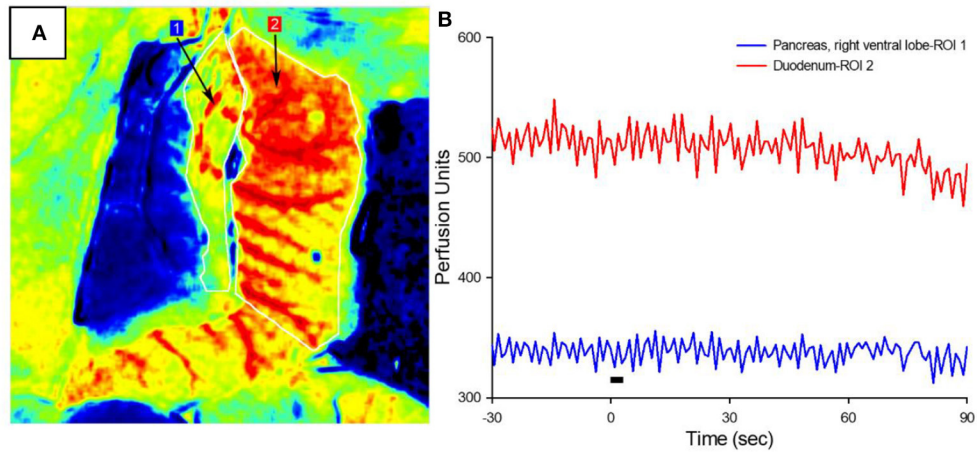 A
1
2
B
600
500
400
300
Perfusion Units
-30
0
30
60
90
Time (sec)
Pancreas, right ventral lobe-ROI 1
Duodenum-ROI 2